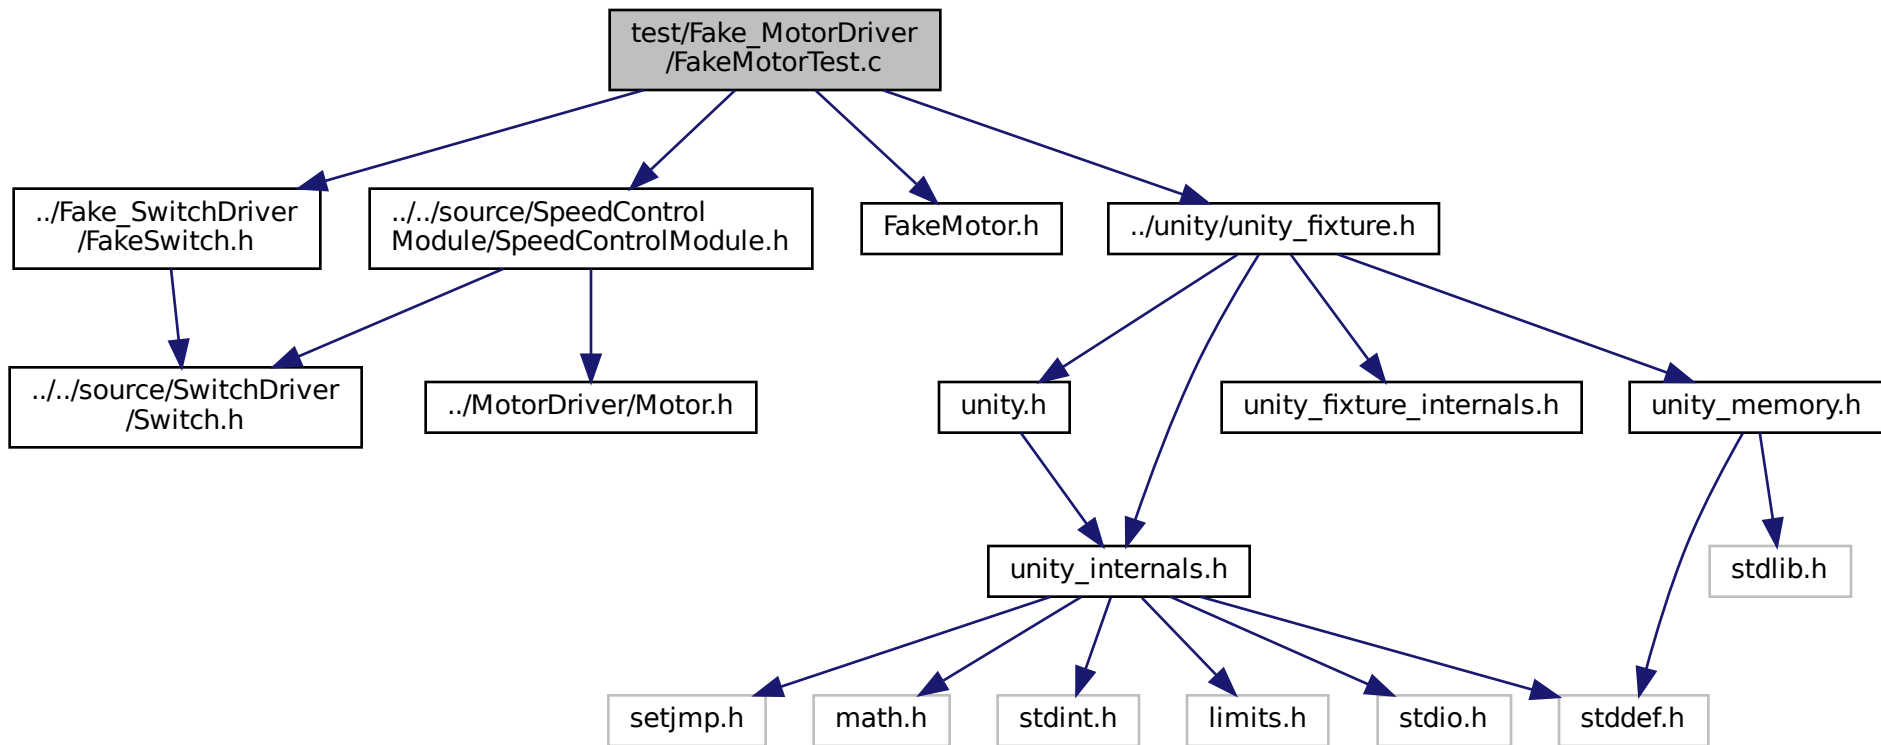 test/Fake_MotorDriver
/FakeMotorTest.c
../Fake_SwitchDriver
/FakeSwitch.h
../../source/SpeedControl
Module/SpeedControlModule.h
FakeMotor.h
../unity/unity_fixture.h
../../source/SwitchDriver
/Switch.h
../MotorDriver/Motor.h
unity.h
unity_fixture_internals.h
unity_memory.h
unity_internals.h
stdlib.h
setjmp.h
math.h
stdint.h
limits.h
stdio.h
stddef.h